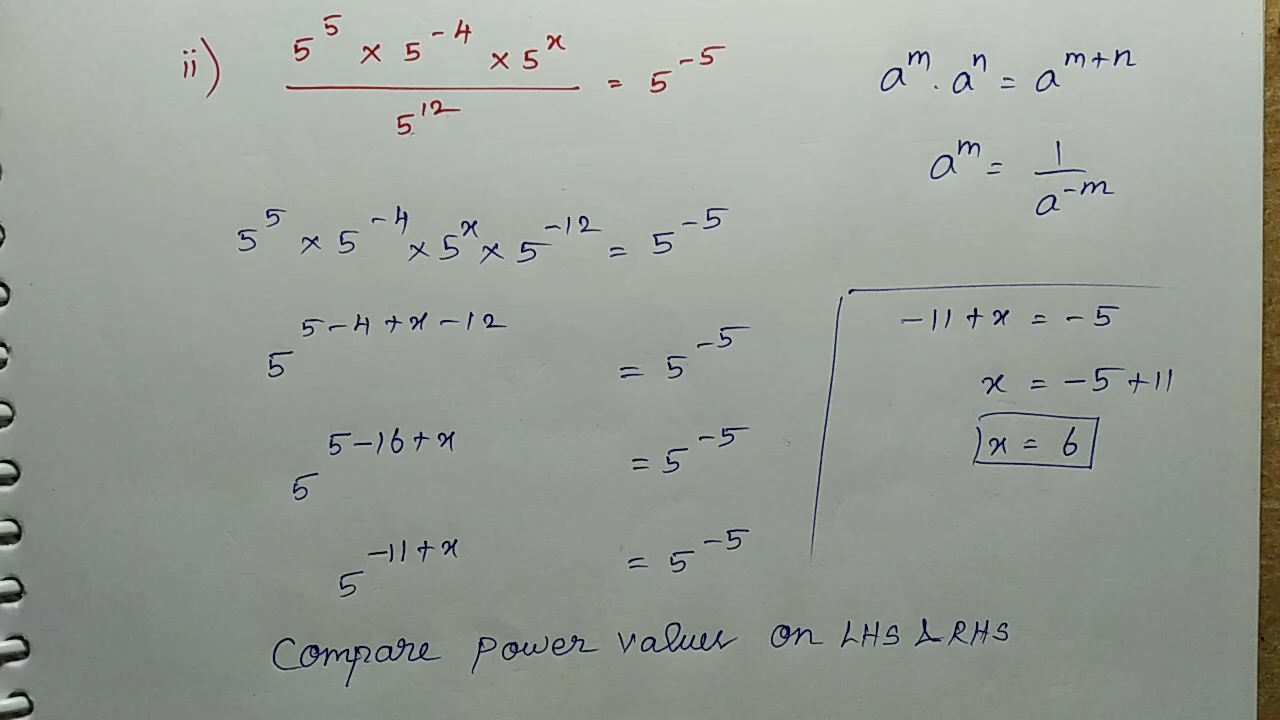 ii) (5^5 × 5^-4 × 5^x) / 5^12 = 5^-5
a^m . a^n = a^m+n
a^m = 1 / a^-m
5^5 × 5^-4 × 5^x × 5^-12 = 5^-5
5^5-4+x-12 = 5^-5
5^5-16+x = 5^-5
5^-11+x = 5^-5
Compare power values on LHS & RHS
-11+x = -5
x = -5+11
x = 6